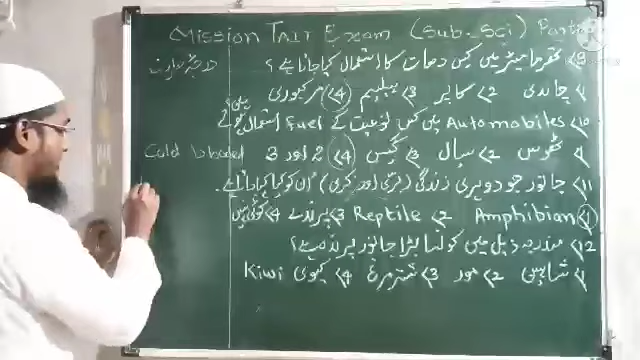 Mission TAIT Exam (Sub-Sci) Part
9) تھرمامیٹر میں کس دھات کا استعمال کیا جاتا ہے؟
درجۂ حرارت
1) چاندی 2) کاپر 3) ہیلیم 4) مرکیوری
10) Automobiles میں کس نوعیت کے Fuel استعمال ہوتے ہیں؟
1) ٹھوس 2) سیال 3) گیس 4) 2 اور 3
Cold blooded
11) جانور جو دوہری زندگی (تری اور خشکی) ان کو کیا کہا جاتا ہے۔
1) Amphibian 2) Reptile 3) پرندے 4) کوئی نہیں
12) مندرجہ ذیل میں کونسا بڑا جانور پرندہ ہے؟
1) شاہین 2) مور 3) شترمرغ 4) کیوی Kiwi